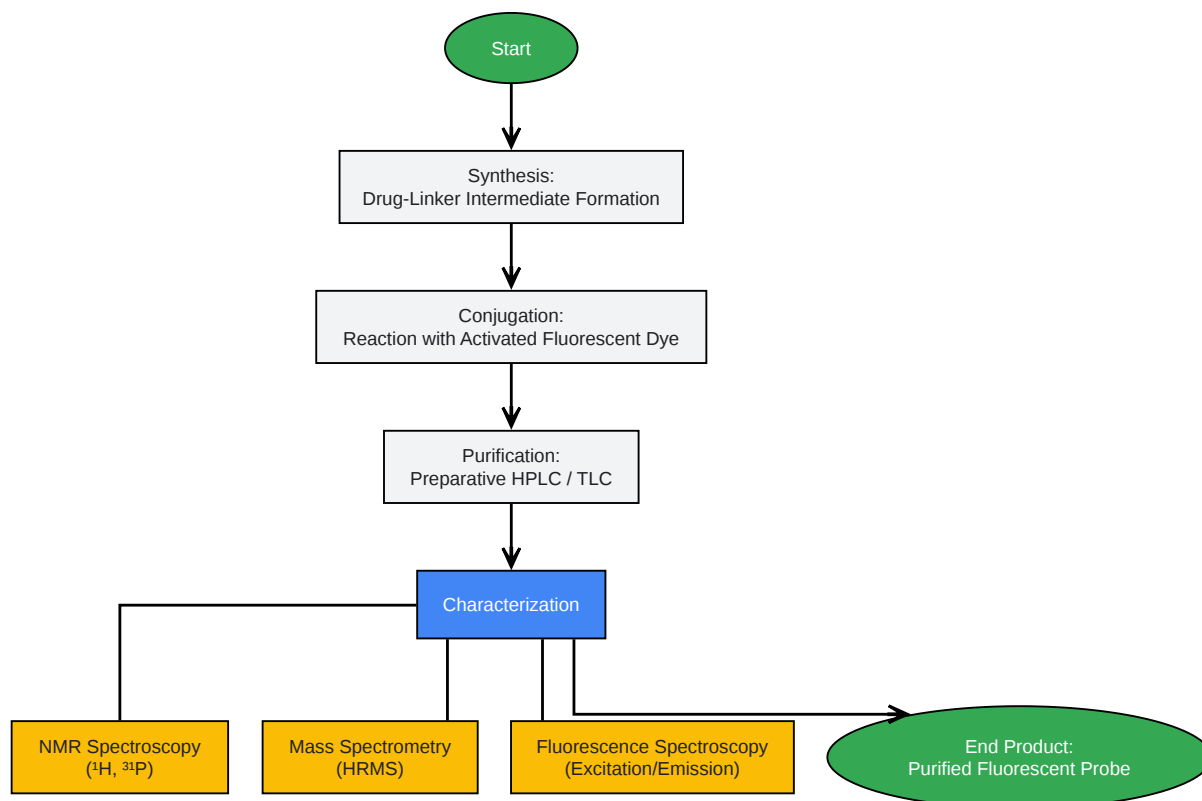 Start
Synthesis:
Drug-Linker Intermediate Formation
Conjugation:
Reaction with Activated Fluorescent Dye
Purification:
Preparative HPLC / TLC
Characterization
NMR Spectroscopy
(¹H, ³¹P)
Mass Spectrometry
(HRMS)
Fluorescence Spectroscopy
(Excitation/Emission)
End Product:
Purified Fluorescent Probe